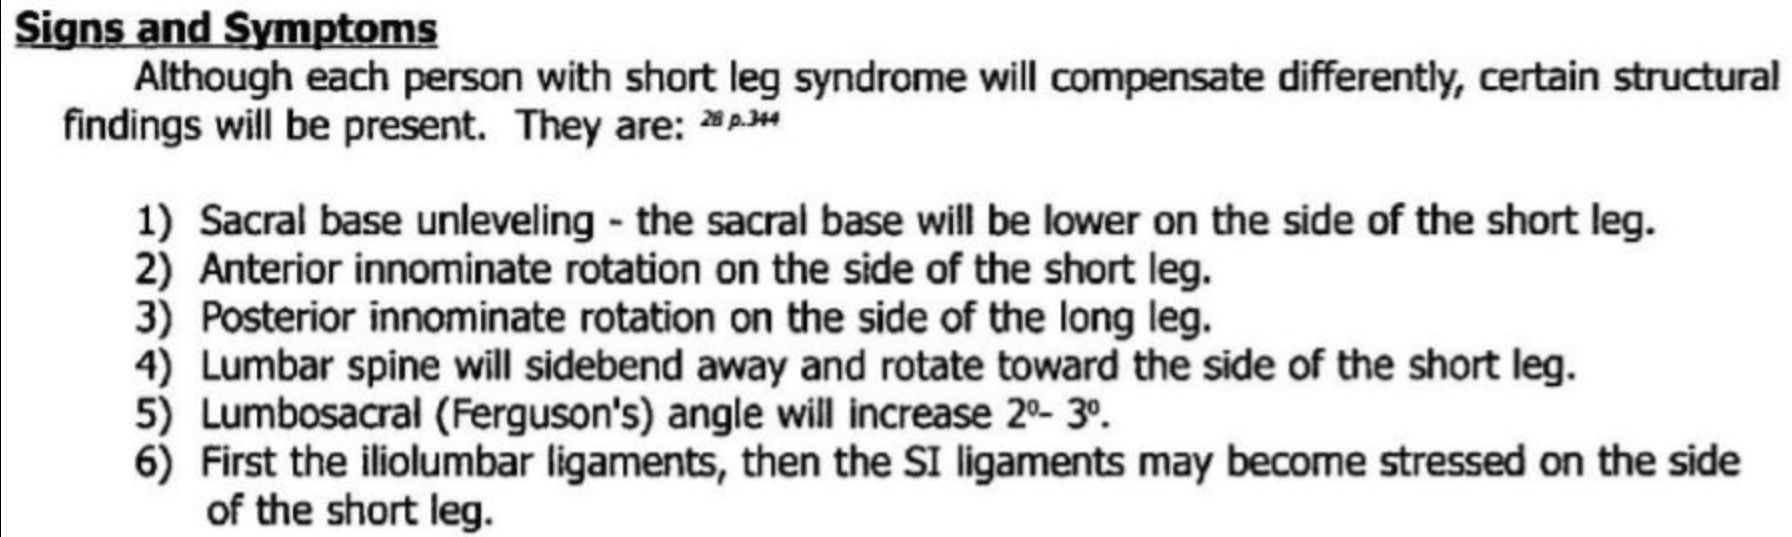 Signs and Symptoms
Although each person with short leg syndrome will compensate differently, certain structural
findings will be present. They are: 28 p.344
1) Sacral base unleveling - the sacral base will be lower on the side of the short leg.
2) Anterior innominate rotation on the side of the short leg.
3) Posterior innominate rotation on the side of the long leg.
4) Lumbar spine will sidebend away and rotate toward the side of the short leg.
5) Lumbosacral (Ferguson's) angle will increase 2º- 3º.
6) First the iliolumbar ligaments, then the SI ligaments may become stressed on the side
of the short leg.